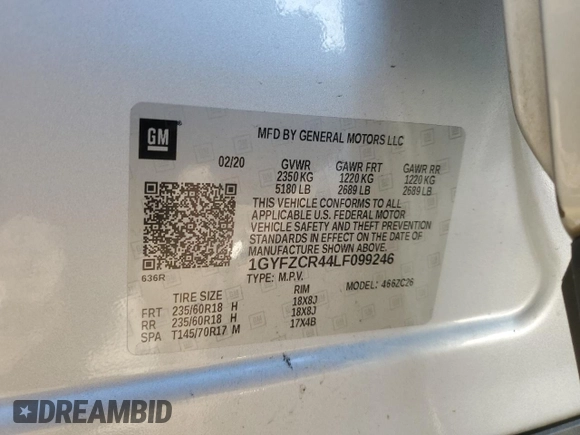 GM
MFD BY GENERAL MOTORS LLC
02/20 GVWR GAWR FRT GAWR RR
2350 KG 1220 KG 1220 KG
5180 LB 2689 LB 2689 LB
THIS VEHICLE CONFORMS TO ALL
APPLICABLE U.S. FEDERAL MOTOR
VEHICLE SAFETY AND THEFT PREVENTION
STANDARDS IN EFFECT ON THE DATE OF
MANUFACTURE SHOWN ABOVE.
1GYFZCR44LF099246
636R
TYPE: M.P.V. MODEL: 466ZC26
TIRE SIZE RIM
FRT 235/60R18 H 18X8J
RR 235/60R18 H 18X8J
SPA T145/70R17 M 17X4B
DREAMBID